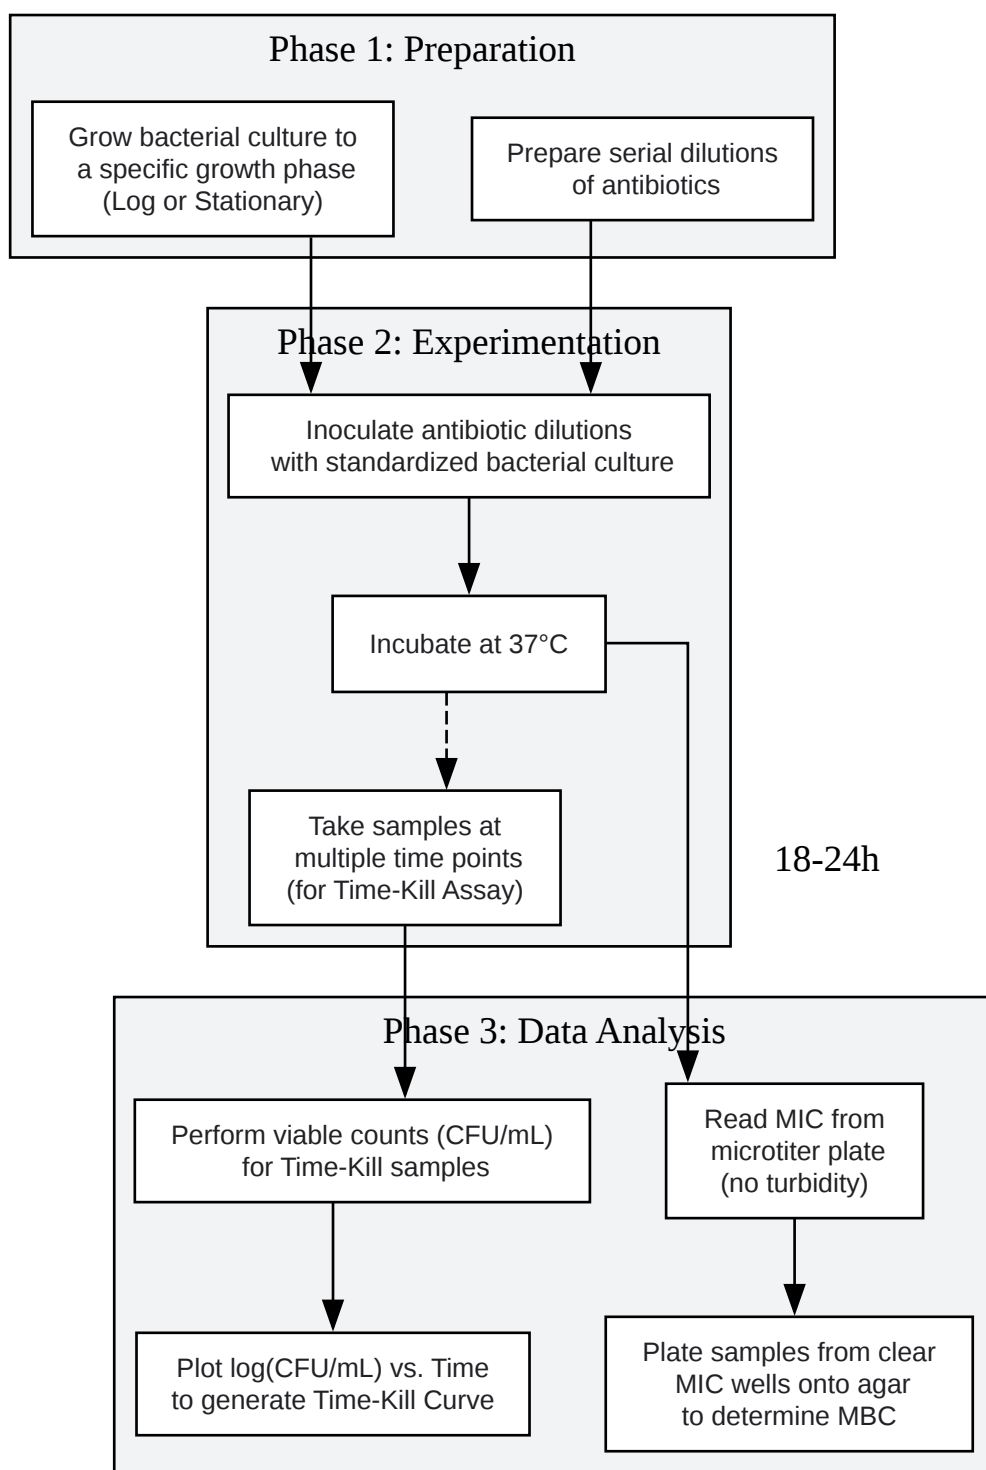 Phase 1: Preparation
Grow bacterial culture to
a specific growth phase
(Log or Stationary)
Prepare serial dilutions
of antibiotics
Phase 2: Experimentation
Inoculate antibiotic dilutions
with standardized bacterial culture
Incubate at 37°C
Take samples at
multiple time points
(for Time-Kill Assay)
18-24h
Phase 3: Data Analysis
Perform viable counts (CFU/mL)
for Time-Kill samples
Read MIC from
microtiter plate
(no turbidity)
Plot log(CFU/mL) vs. Time
to generate Time-Kill Curve
Plate samples from clear
MIC wells onto agar
to determine MBC